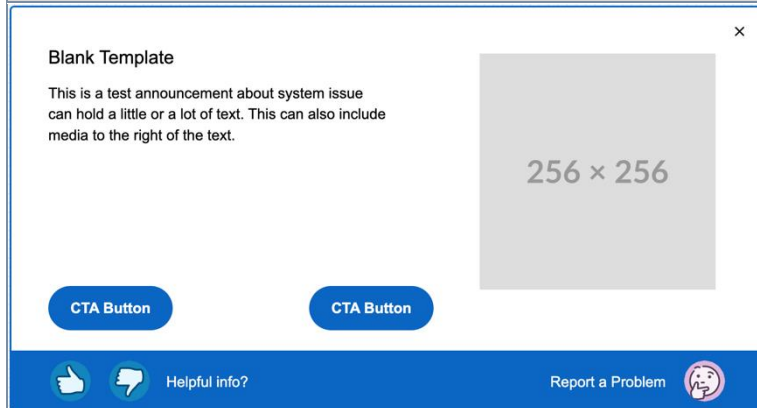 ×
Blank Template
This is a test announcement about system issue
can hold a little or a lot of text. This can also include
media to the right of the text.
256 × 256
CTA Button CTA Button
Helpful info? Report a Problem